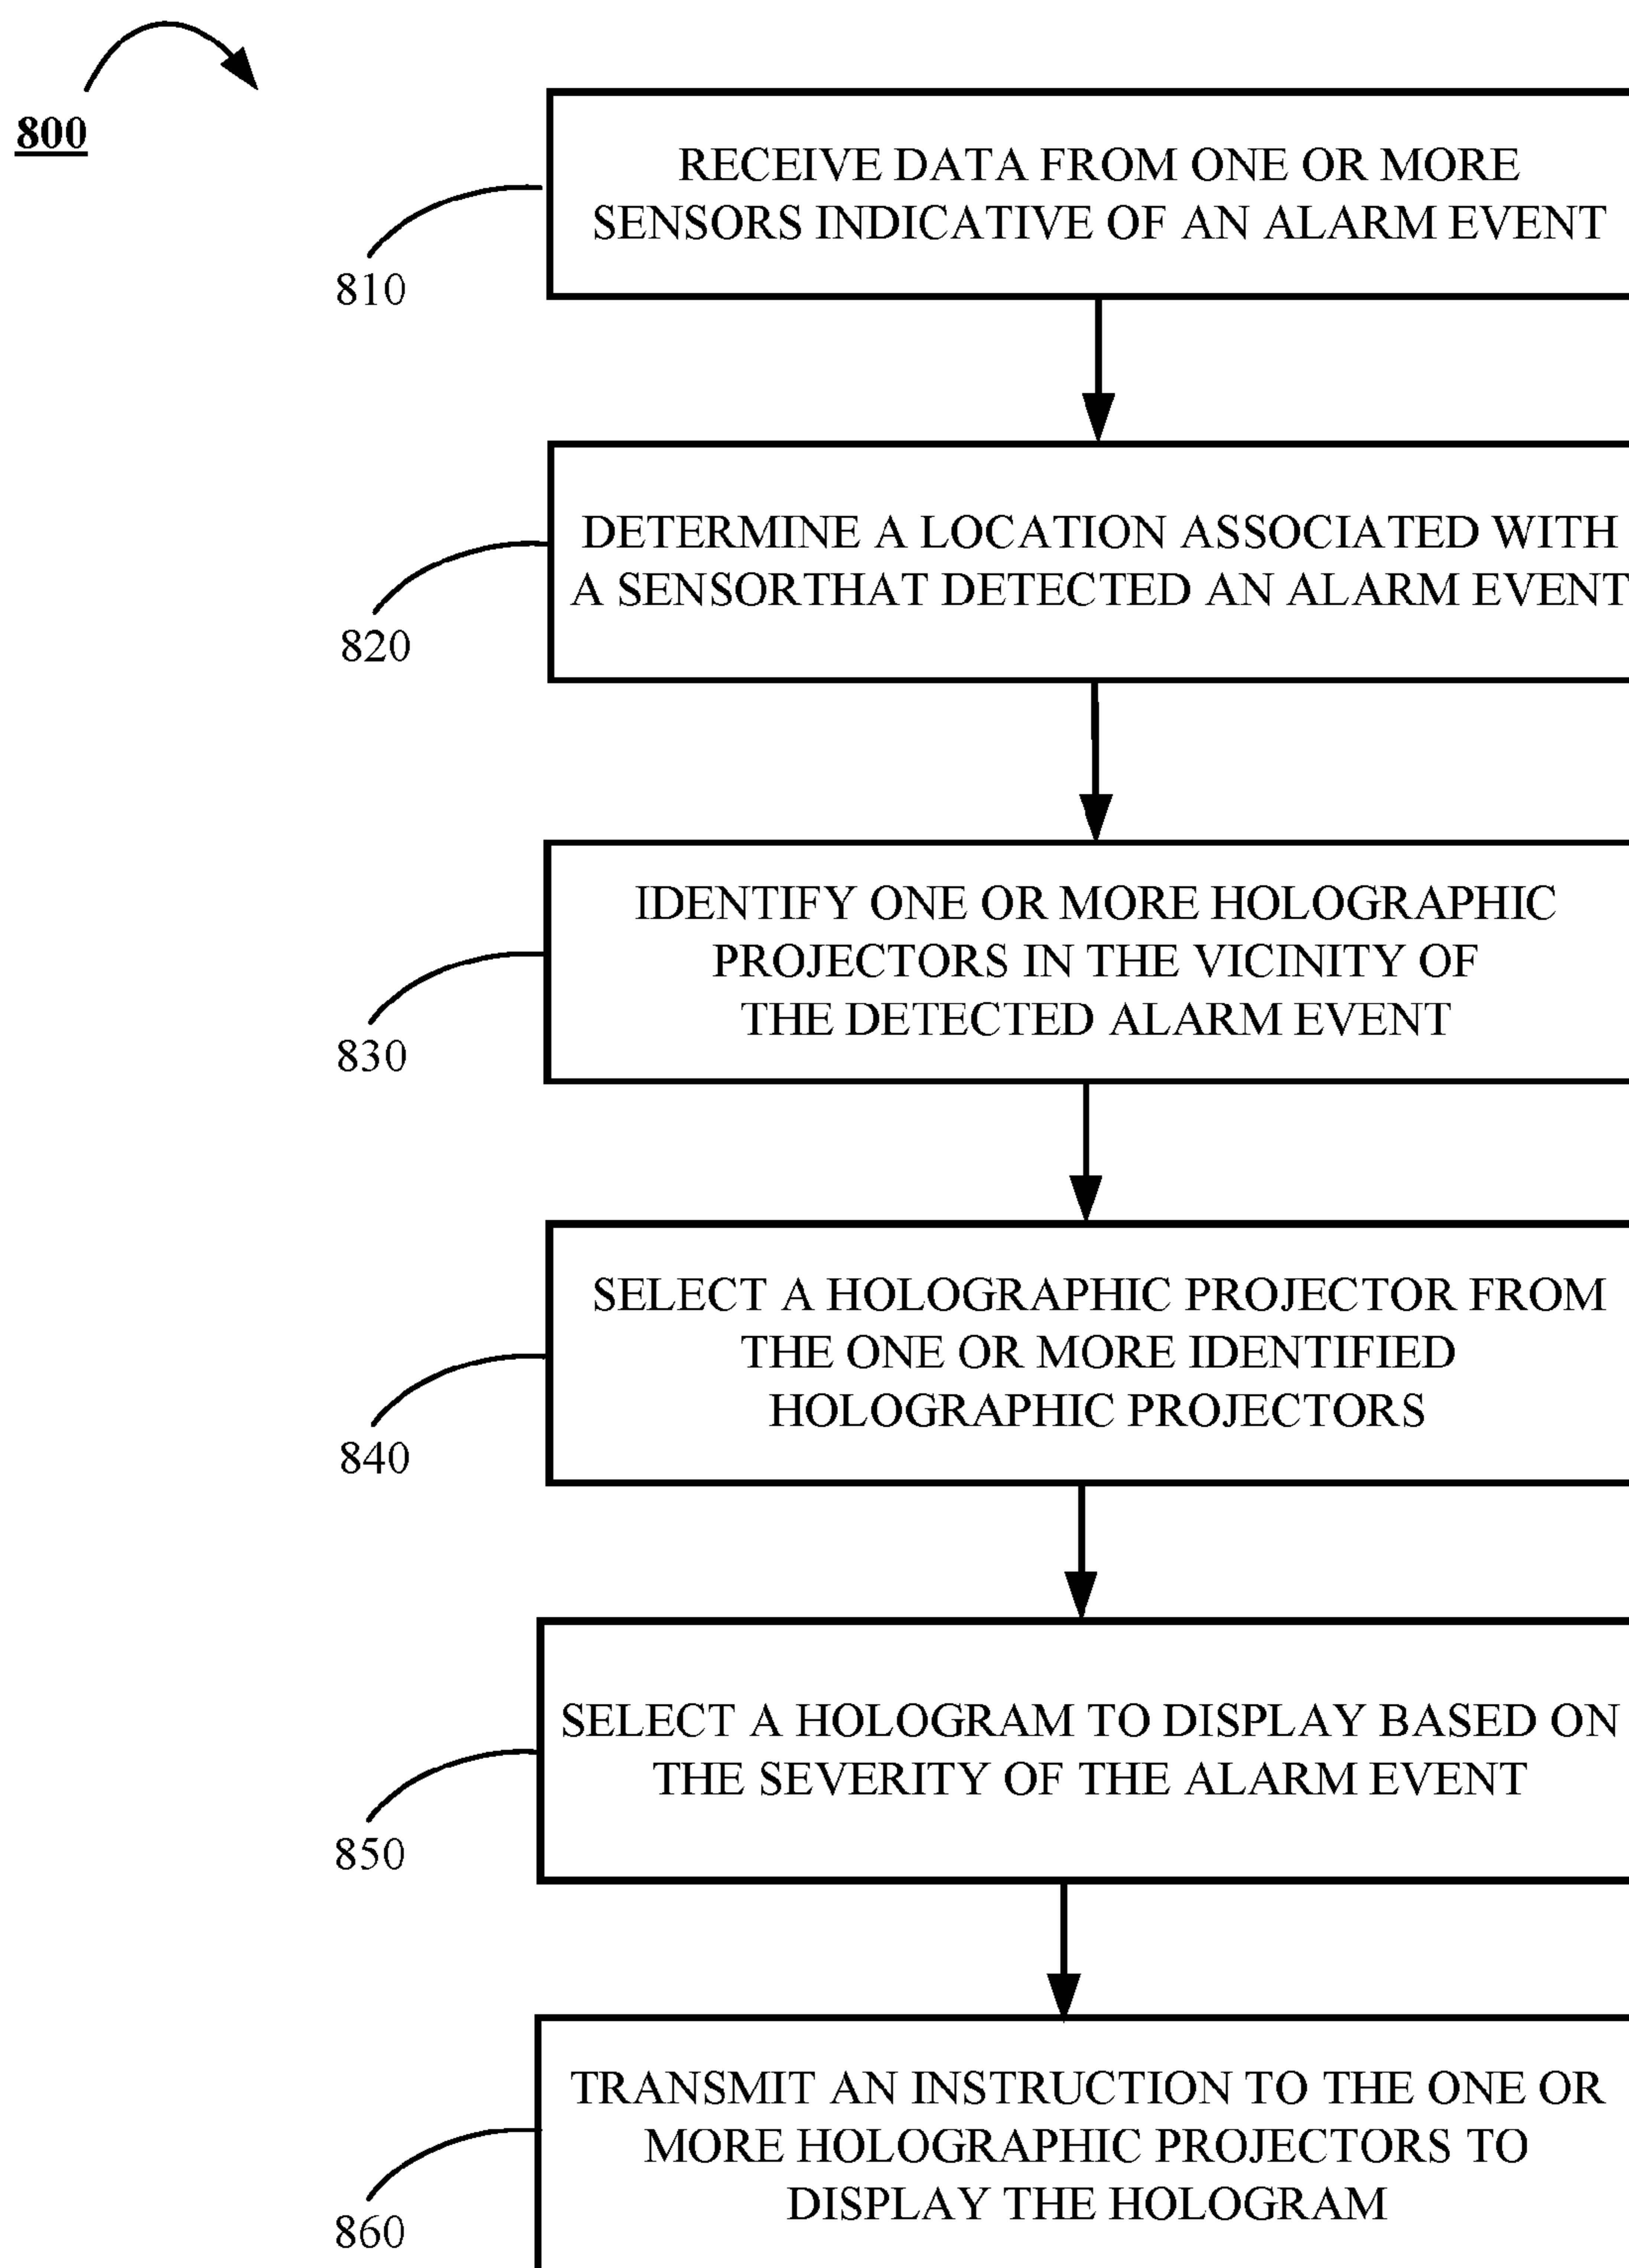 800
RECEIVE DATA FROM ONE OR MORE
SENSORS INDICATIVE OF AN ALARM EVENT
810
DETERMINE A LOCATION ASSOCIATED WITH
A SENSORTHAT DETECTED AN ALARM EVENT
820
IDENTIFY ONE OR MORE HOLOGRAPHIC
PROJECTORS IN THE VICINITY OF
THE DETECTED ALARM EVENT
830
SELECT A HOLOGRAPHIC PROJECTOR FROM
THE ONE OR MORE IDENTIFIED
HOLOGRAPHIC PROJECTORS
840
SELECT A HOLOGRAM TO DISPLAY BASED ON
THE SEVERITY OF THE ALARM EVENT
850
TRANSMIT AN INSTRUCTION TO THE ONE OR
MORE HOLOGRAPHIC PROJECTORS TO
DISPLAY THE HOLOGRAM
860